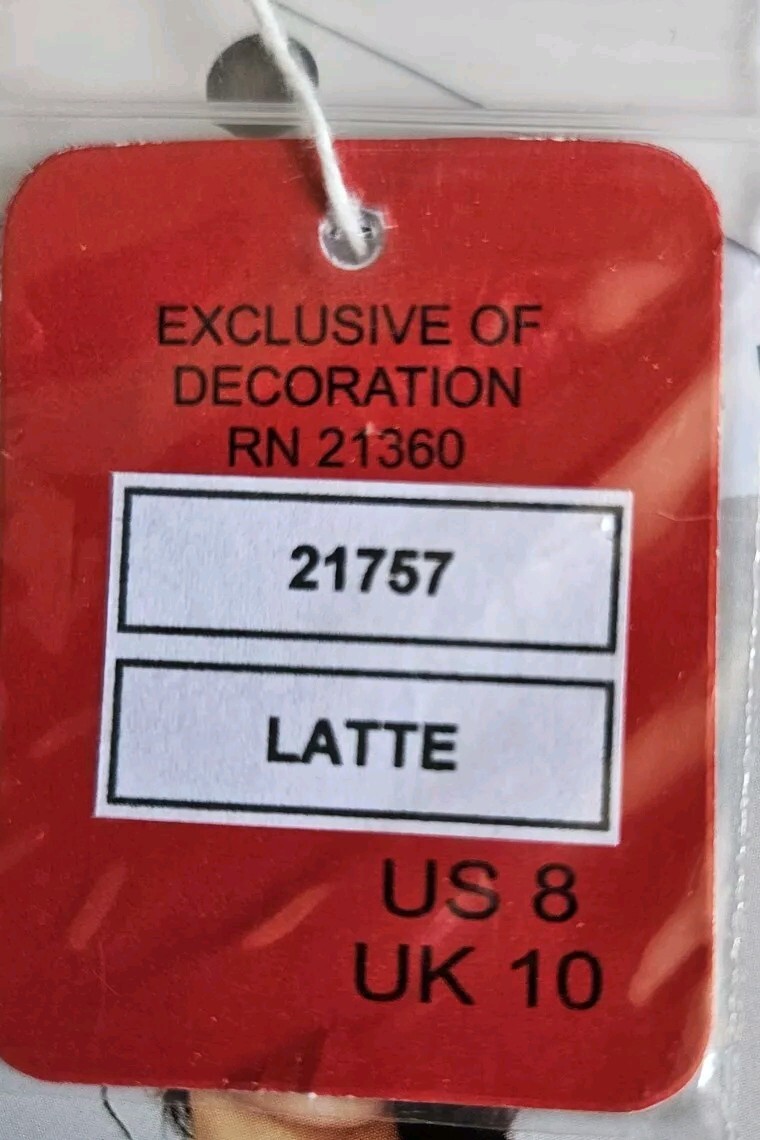 EXCLUSIVE OF
DECORATION
RN 21360
21757
LATTE
US 8
UK 10